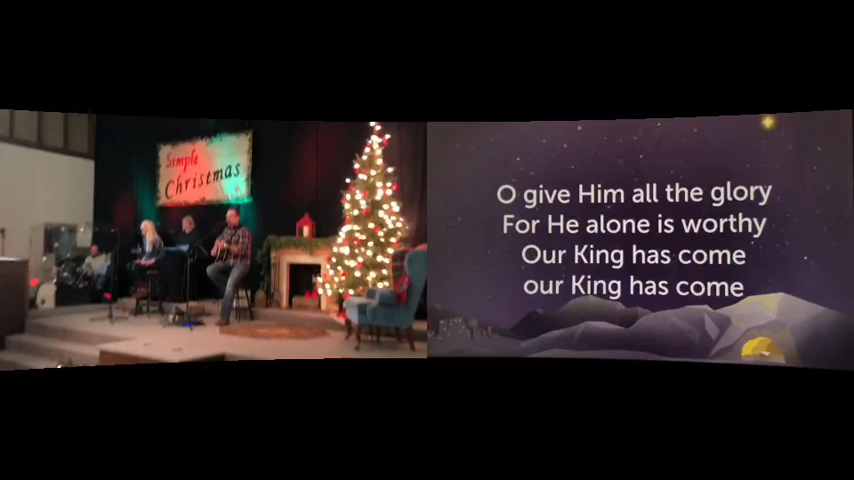 Simple
Christmas
O give Him all the glory
For He alone is worthy
Our King has come
our King has come